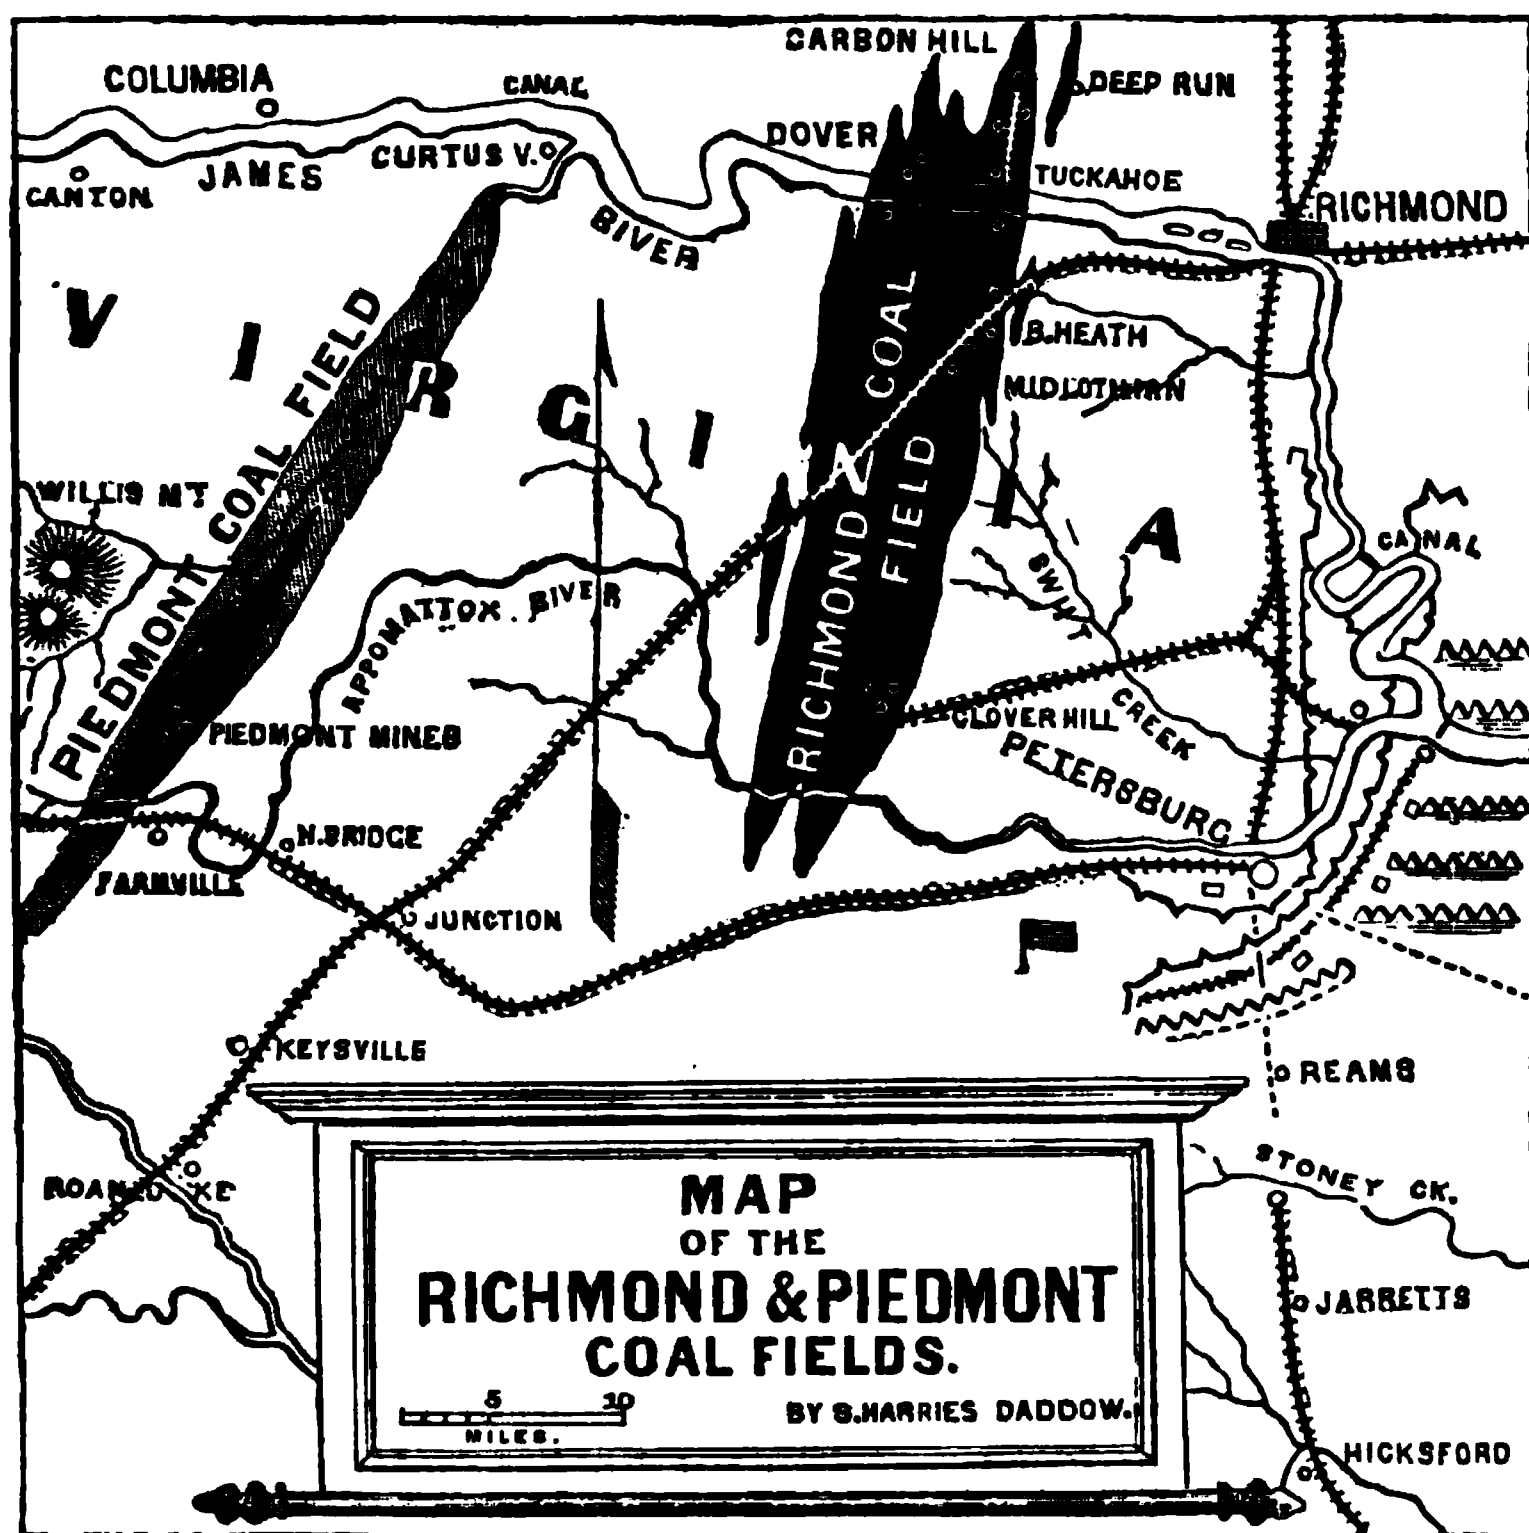 CARBON HILL
COLUMBIA
CANAL
DEEP RUN
DOVER
CURTUS V.
JAMES
TUCKAHOE
CANTON
RICHMOND
RIVER
VIRGINIA
B.HEATH
MIDLOTHIAN
PIEDMONT COAL FIELD
RICHMOND COAL FIELD
WILLIS MT
CANAL
SWIFT CREEK
APPOMATTOX. RIVER
PIEDMONT MINES
CLOVER HILL
PETERSBURG
N.BRIDGE
FARMVILLE
JUNCTION
KEYSVILLE
REAMS
STONEY CK.
ROANOKE
MAP
OF THE
RICHMOND & PIEDMONT
COAL FIELDS.
5 10
MILES.
BY S.HARRIES DADDOW.
JARRETTS
HICKSFORD